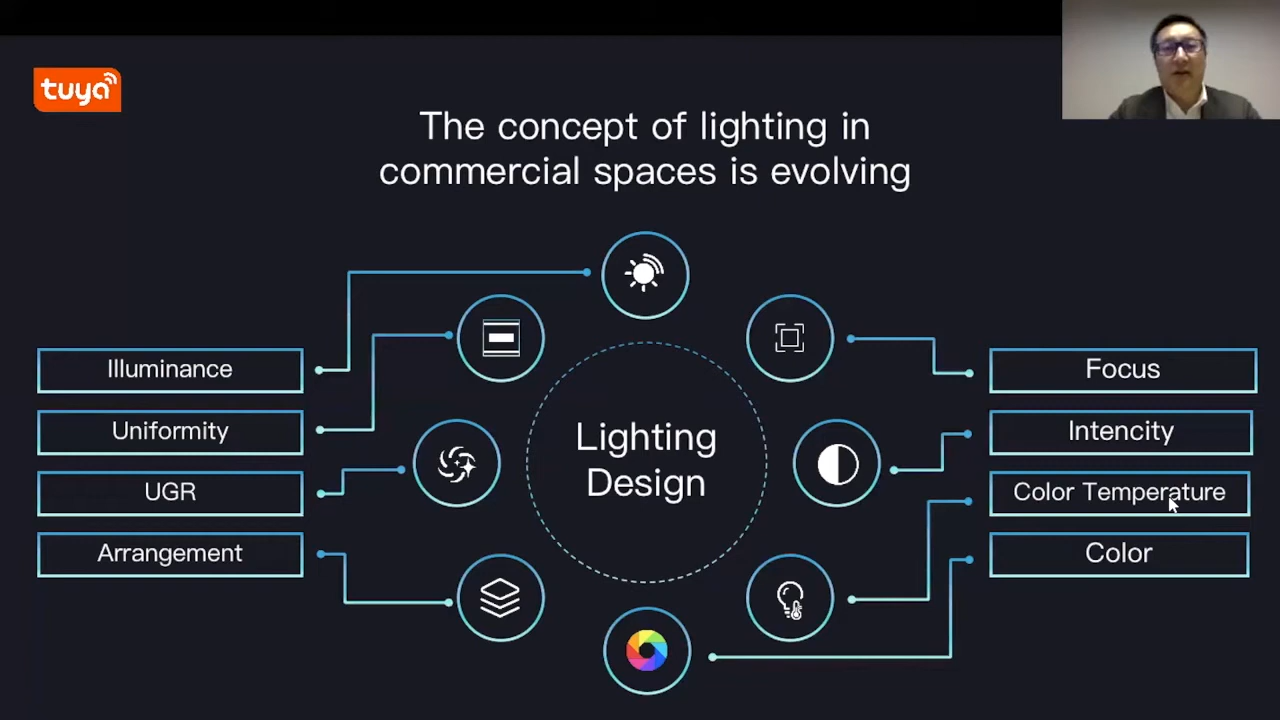 tuya
The concept of lighting in
commercial spaces is evolving
Illuminance
Uniformity
UGR
Arrangement
Lighting
Design
Focus
Intencity
Color Temperature
Color